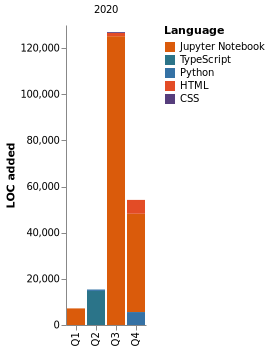 2020
Language
Jupyter Notebook
TypeScript
Python
HTML
CSS
LOC added
120,000
100,000
80,000
60,000
40,000
20,000
0
Q1
Q2
Q3
Q4